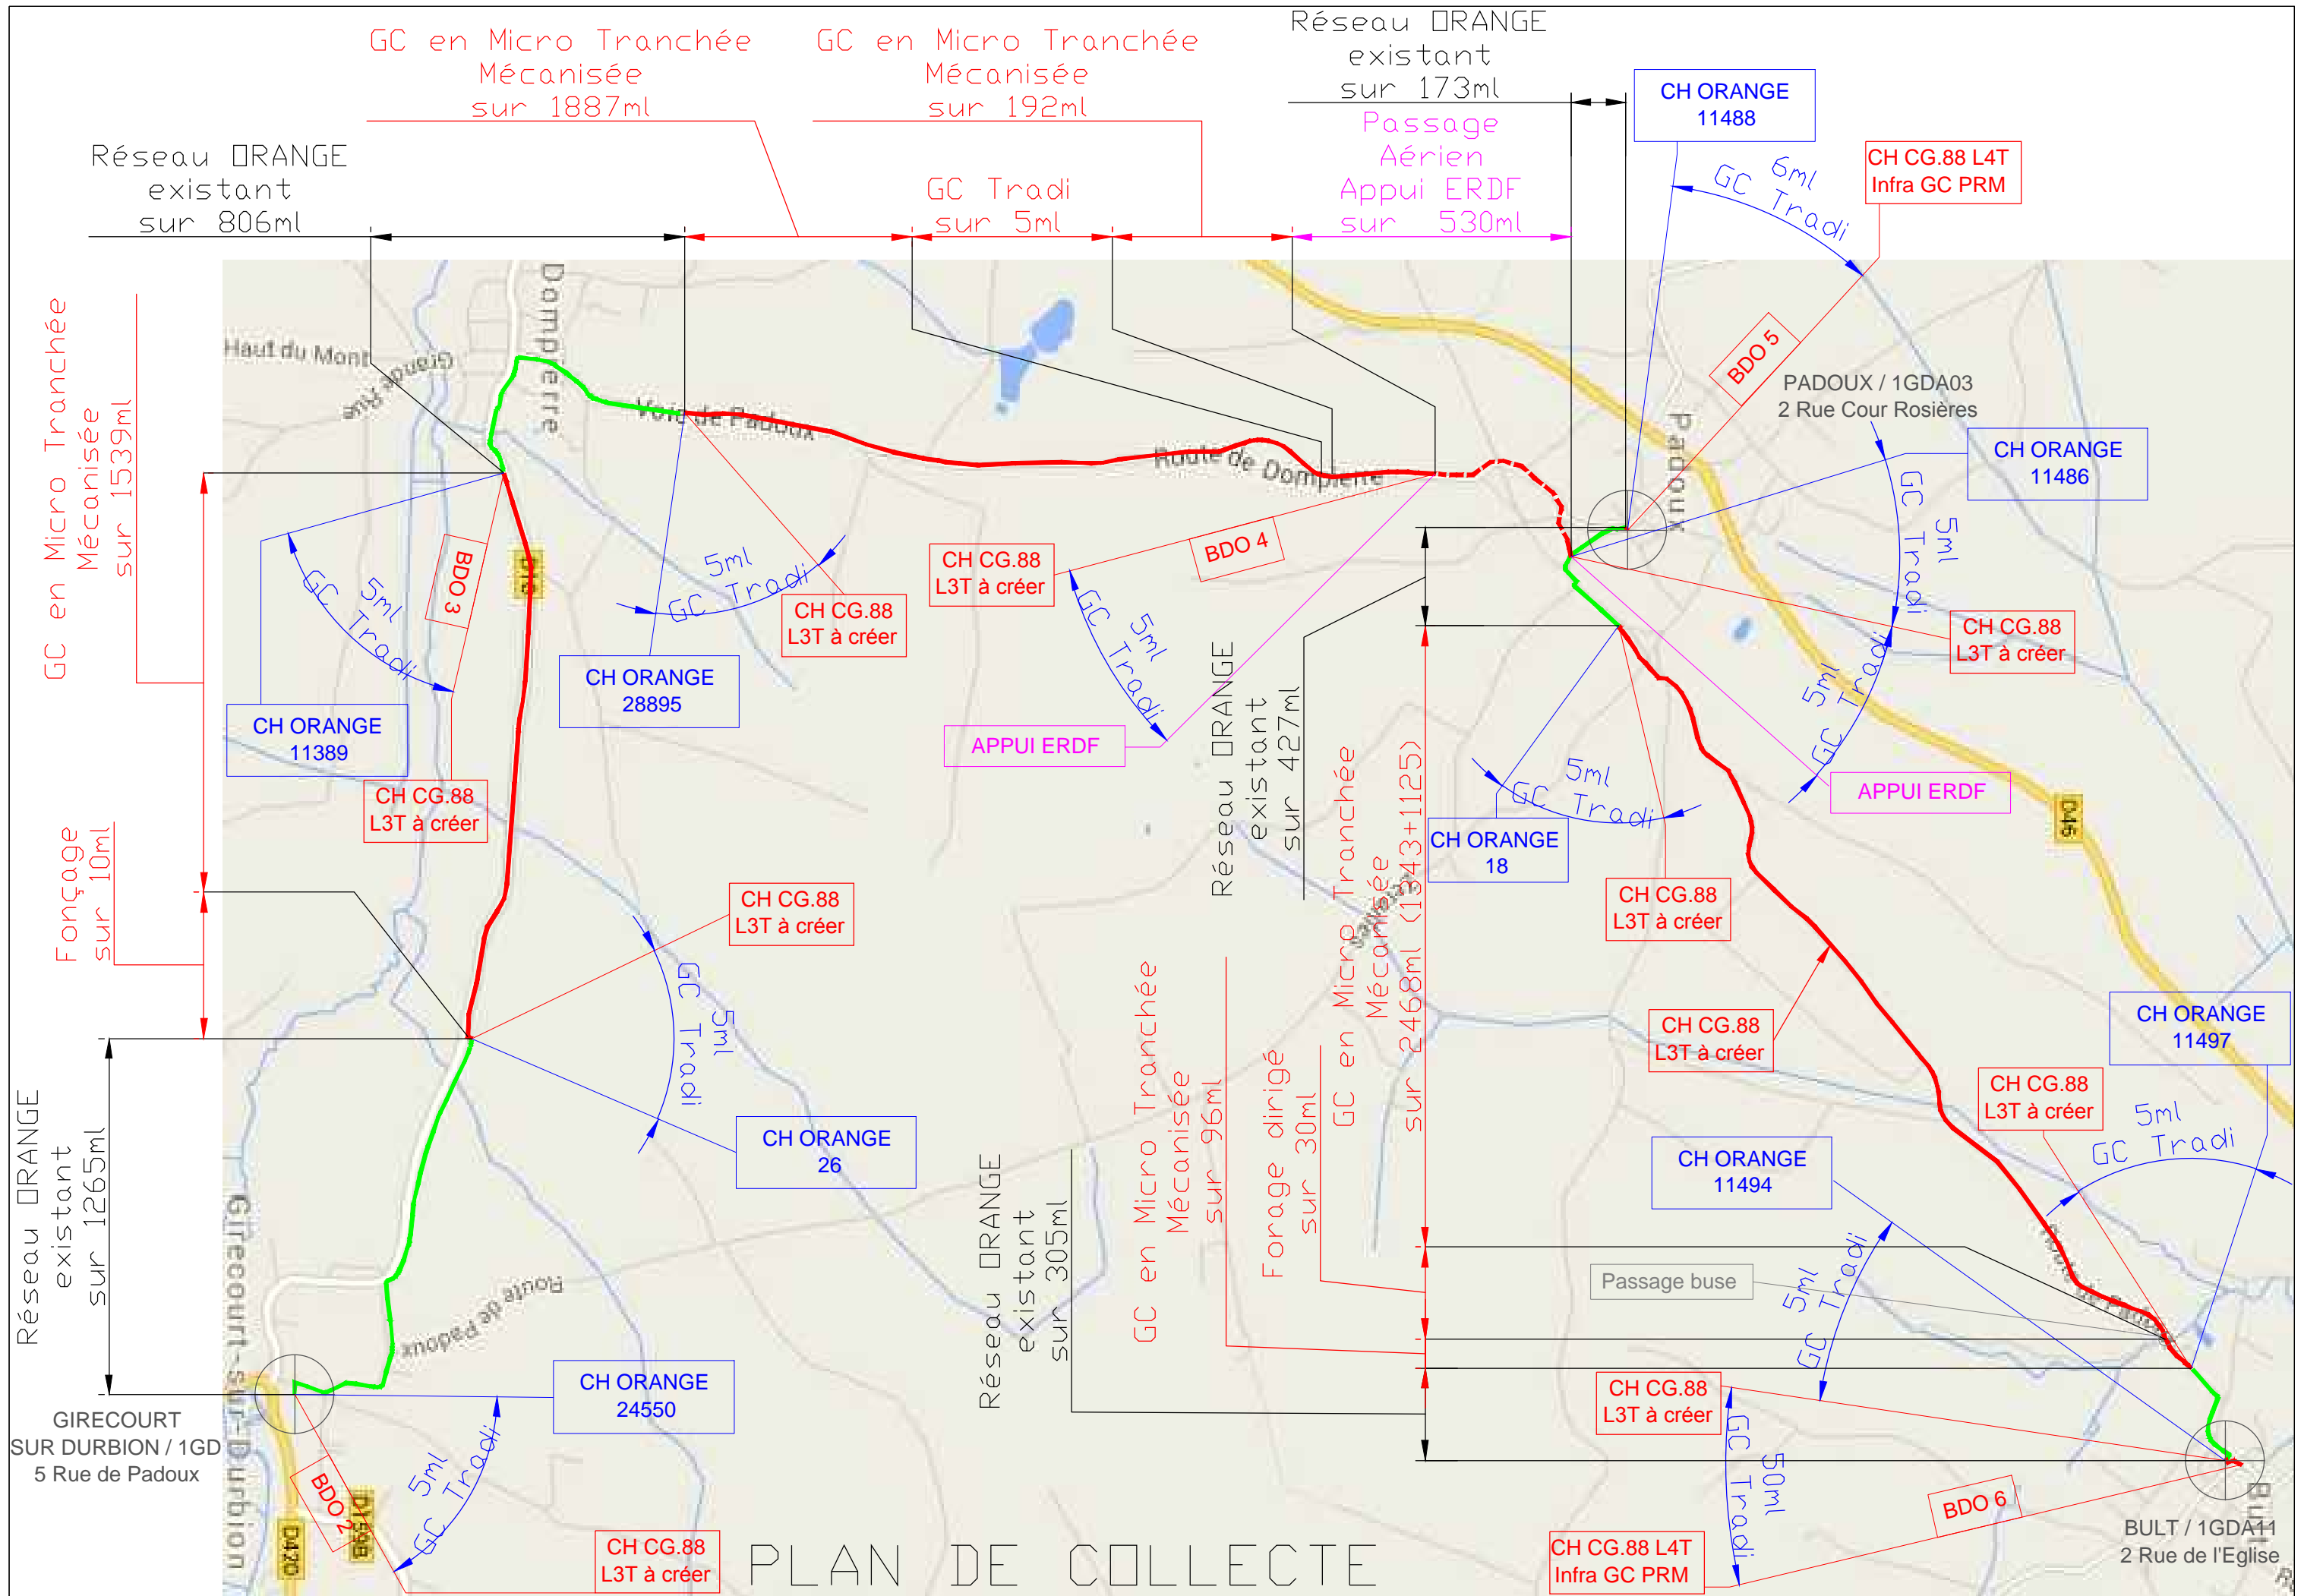 GC en Micro Tranchée
Mécanisée
sur 1887ml
GC en Micro Tranchée
Mécanisée
sur 192ml
Réseau ORANGE
existant
sur 173ml
CH ORANGE
11488
Réseau ORANGE
existant
sur 806ml
GC Tradi
sur 5ml
Passage
Aérien
Appui ERDF
sur 530ml
6ml
GC Tradi
CH CG.88 L4T
Infra GC PRM
BDO 5
PADOUX / 1GDA03
2 Rue Cour Rosières
Padoux
CH ORANGE
11486
5ml
GC Tradi
CH CG.88
L3T à créer
5ml
GC Tradi
APPUI ERDF
D46
GC en Micro Tranchée
Mécanisée
sur 1539ml
Haut du Mont
Grande Rue
Dompierre
Voie de Padoux
Route de Dompierre
BDO 3
5ml
GC Tradi
CH ORANGE
11389
CH CG.88
L3T à créer
5ml
GC Tradi
CH ORANGE
28895
CH CG.88
L3T à créer
CH CG.88
L3T à créer
BDO 4
5ml
GC Tradi
APPUI ERDF
Réseau ORANGE
existant
sur 427ml
5ml
GC Tradi
CH ORANGE
18
CH CG.88
L3T à créer
Fonçage
sur 10ml
CH CG.88
L3T à créer
5ml
GC Tradi
CH ORANGE
26
GC en Micro Tranchée
Mécanisée
sur 2468ml (1343+1125)
CH CG.88
L3T à créer
CH ORANGE
11497
CH CG.88
L3T à créer
5ml
GC Tradi
CH ORANGE
11494
Réseau ORANGE
existant
sur 1265ml
Réseau ORANGE
existant
sur 305ml
GC en Micro Tranchée
Mécanisée
sur 96ml
Forage dirigé
sur 30ml
Passage buse
5ml
GC Tradi
Route de Padoux
Route de Padoux
Girecourt-sur-Durbion
GIRECOURT
SUR DURBION / 1GD
5 Rue de Padoux
CH ORANGE
24550
BDO 2
5ml
GC Tradi
D420
CH CG.88
L3T à créer
CH CG.88
L3T à créer
50ml
GC Tradi
BDO 6
CH CG.88 L4T
Infra GC PRM
Bult
BULT / 1GDA11
2 Rue de l'Eglise
PLAN DE COLLECTE